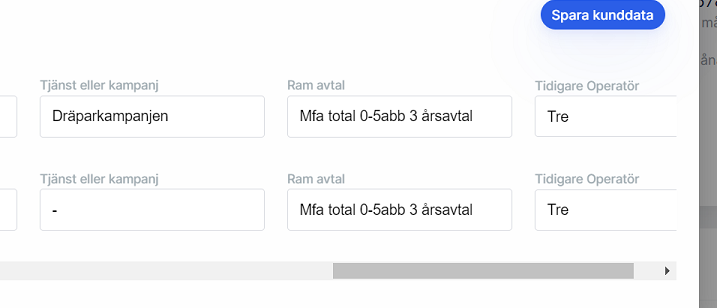 Spara kunddata
Tjänst eller kampanj
Ram avtal
Tidigare Operatör
Dräparkampanjen
Mfa total 0-5abb 3 årsavtal
Tre
Tjänst eller kampanj
Ram avtal
Tidigare Operatör
-
Mfa total 0-5abb 3 årsavtal
Tre